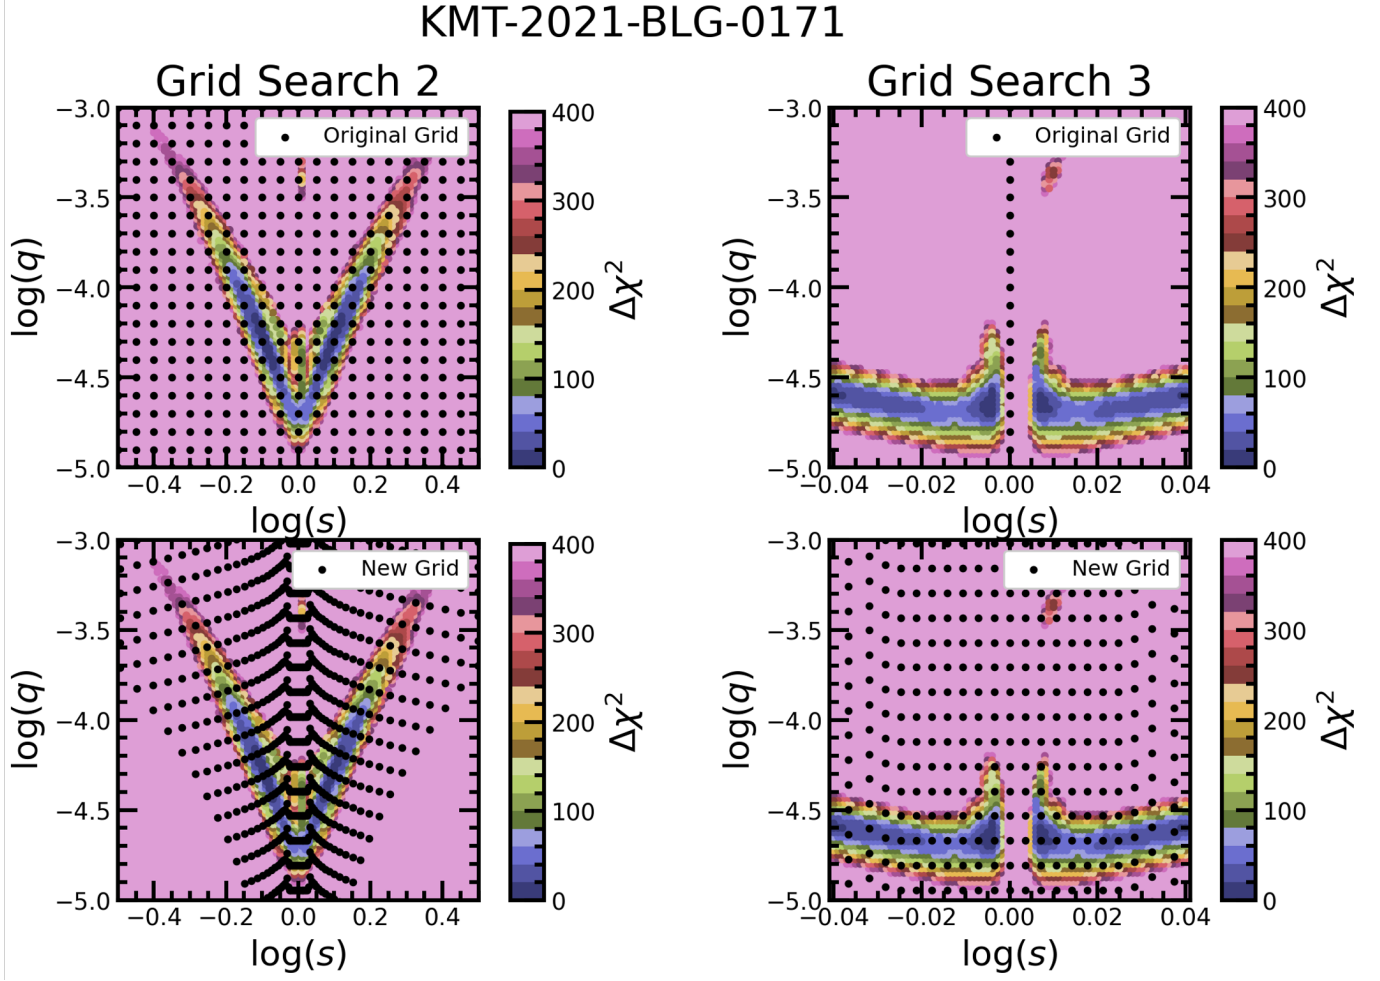 KMT-2021-BLG-0171
Grid Search 2
−3.0
−3.5
−4.0
−4.5
−5.0
log(q)
Original Grid
−0.4 −0.2 0.0 0.2 0.4
log(s)
400
300
200
100
0
Δχ²
Grid Search 3
−3.0
−3.5
−4.0
−4.5
−5.0
log(q)
Original Grid
−0.04 −0.02 0.00 0.02 0.04
log(s)
400
300
200
100
0
Δχ²
−3.0
−3.5
−4.0
−4.5
−5.0
log(q)
New Grid
−0.4 −0.2 0.0 0.2 0.4
log(s)
400
300
200
100
0
Δχ²
−3.0
−3.5
−4.0
−4.5
−5.0
log(q)
New Grid
−0.04 −0.02 0.00 0.02 0.04
log(s)
400
300
200
100
0
Δχ²